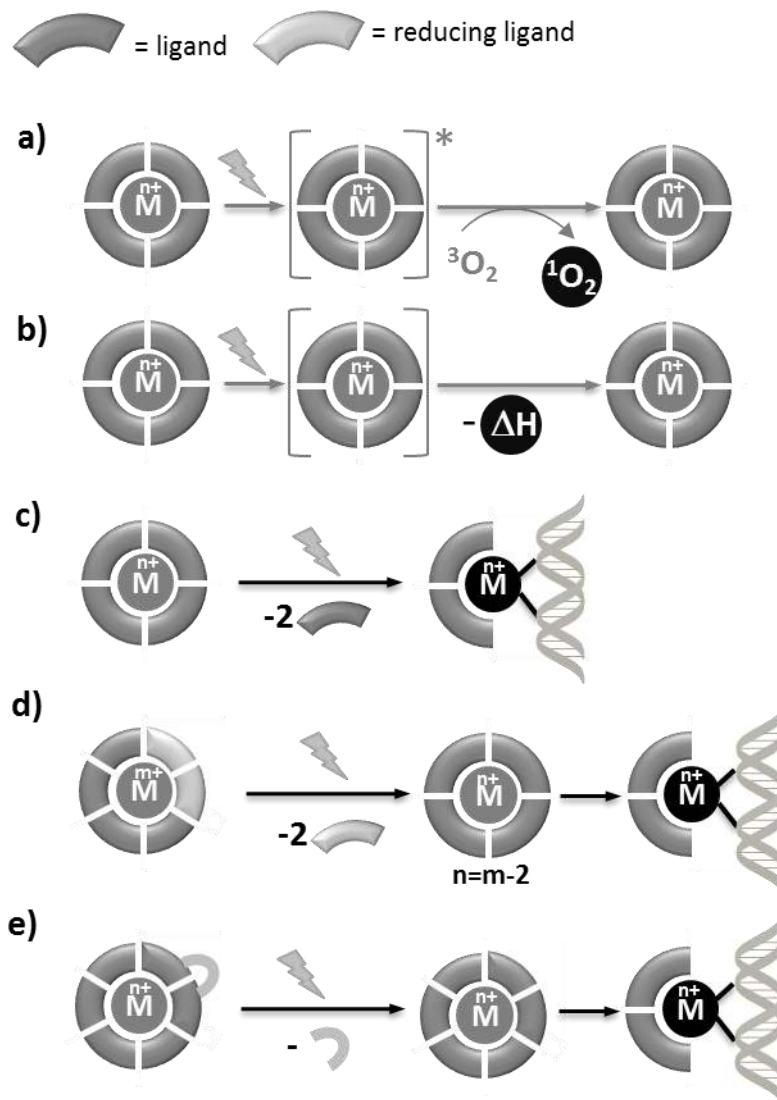 = ligand
= reducing ligand
a)
n+
M
n+
M
*
³O₂
¹O₂
n+
M
b)
n+
M
n+
M
*
- ΔH
n+
M
c)
n+
M
-2
n+
M
d)
m+
M
-2
n+
M
n=m-2
n+
M
e)
n+
M
-
n+
M
n+
M